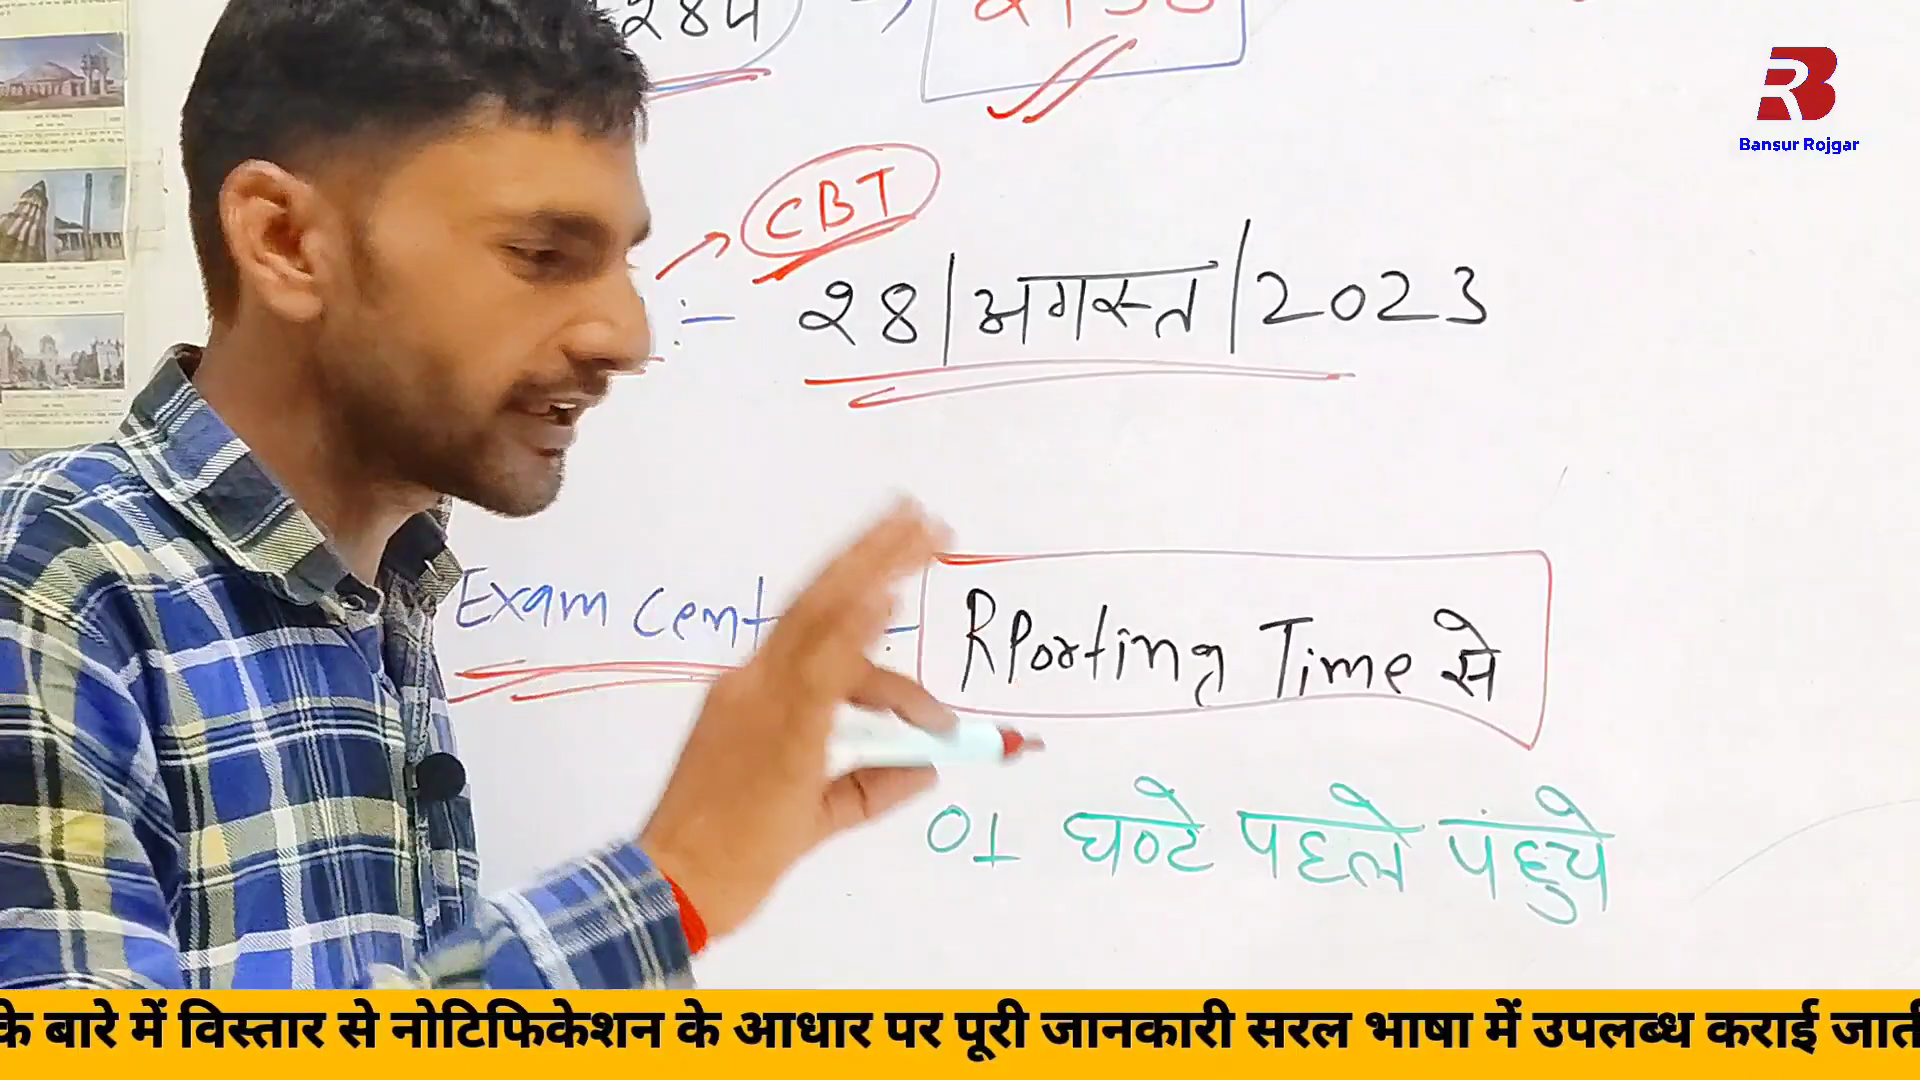 Bansur Rojgar
CBT
:- २८|अगस्त|2023
Exam Cent :- RPorting Time से
01 घण्टे पहले पंहुचे
के बारे में विस्तार से नोटिफिकेशन के आधार पर पूरी जानकारी सरल भाषा में उपलब्ध कराई जाती